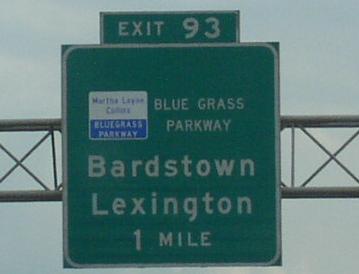 EXIT 93
Martha Layne
Collins
BLUEGRASS
PARKWAY
BLUE GRASS
PARKWAY
Bardstown
Lexington
1 MILE